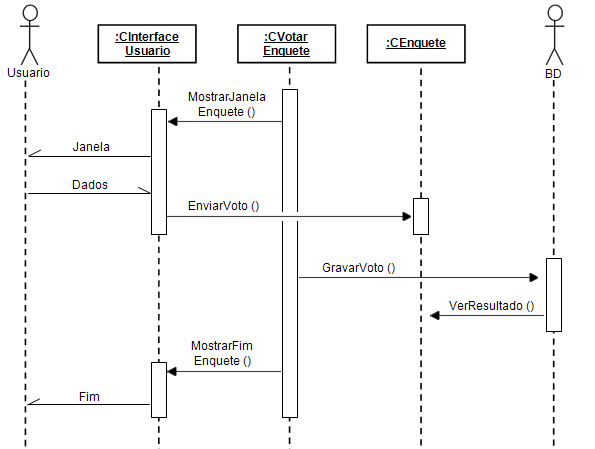 :CInterface
Usuario
:CVotar
Enquete
:CEnquete
Usuario
BD
MostrarJanela
Enquete ()
Janela
Dados
EnviarVoto ()
GravarVoto ()
VerResultado ()
MostrarFim
Enquete ()
Fim